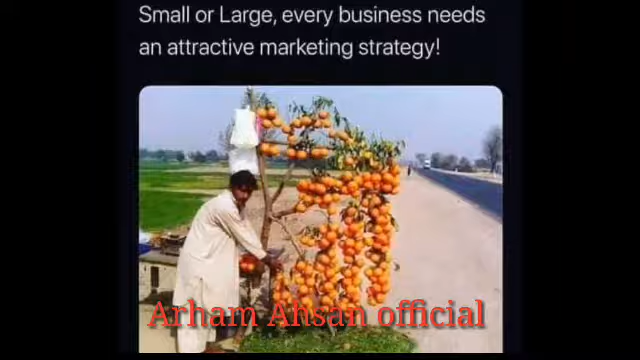 Small or Large, every business needs
an attractive marketing strategy!
Arham Ahsan official